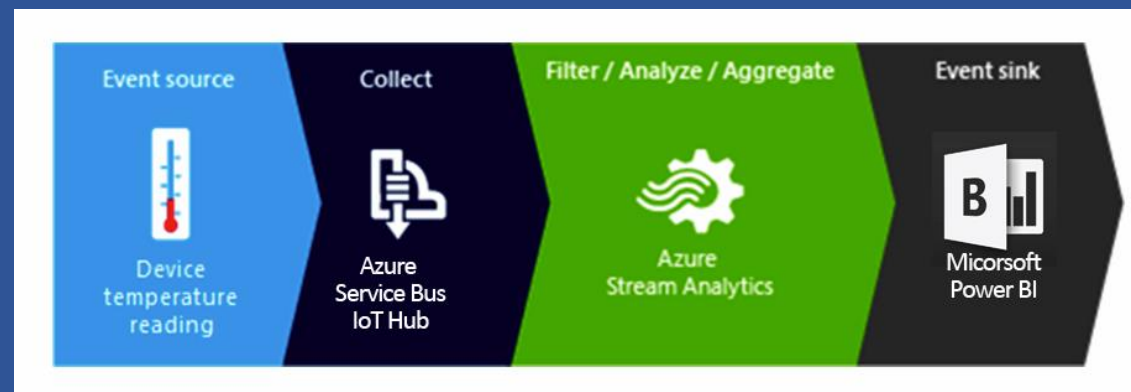 Event source
Device
temperature
reading
Collect
Azure
Service Bus
IoT Hub
Filter / Analyze / Aggregate
Azure
Stream Analytics
Event sink
B
Micorsoft
Power BI